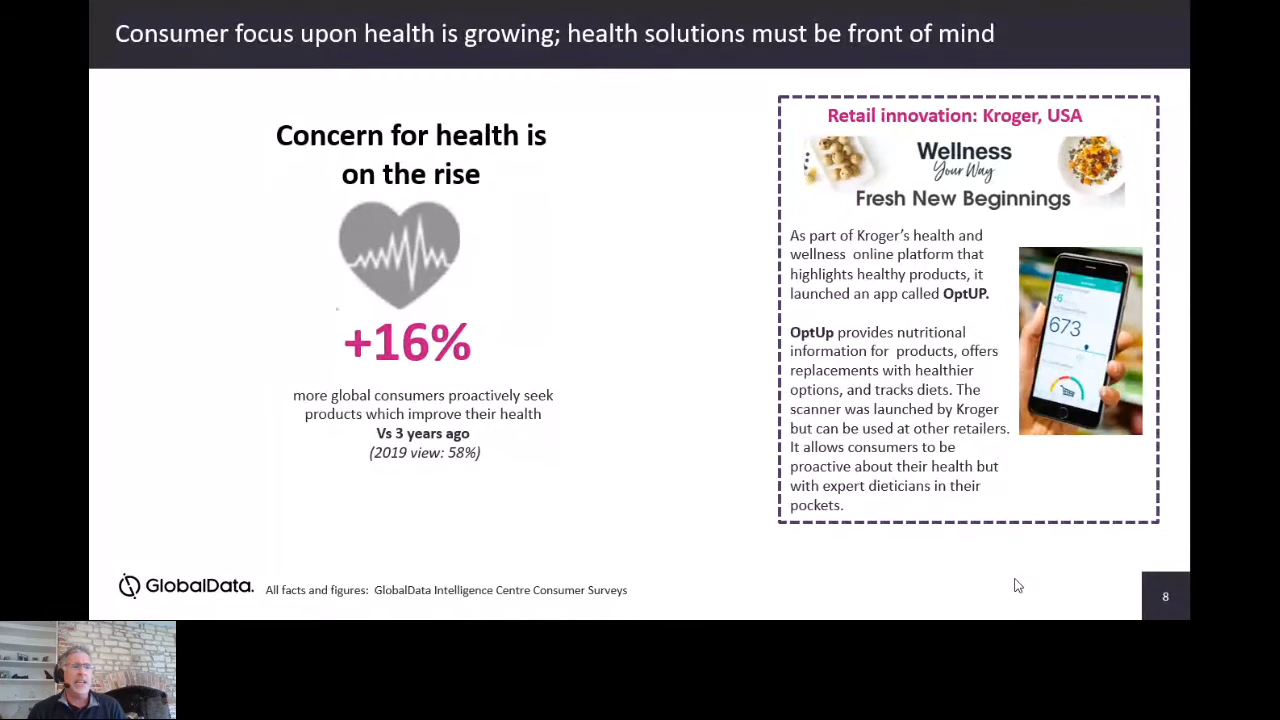 Consumer focus upon health is growing; health solutions must be front of mind
Concern for health is
on the rise
+16%
more global consumers proactively seek
products which improve their health
Vs 3 years ago
(2019 view: 58%)
Retail innovation: Kroger, USA
Wellness
Your Way
Fresh New Beginnings
As part of Kroger’s health and
wellness online platform that
highlights healthy products, it
launched an app called OptUP.
OptUp provides nutritional
information for products, offers
replacements with healthier
options, and tracks diets. The
scanner was launched by Kroger
but can be used at other retailers.
It allows consumers to be
proactive about their health but
with expert dieticians in their
pockets.
+6
673
GlobalData.
All facts and figures: GlobalData Intelligence Centre Consumer Surveys
8